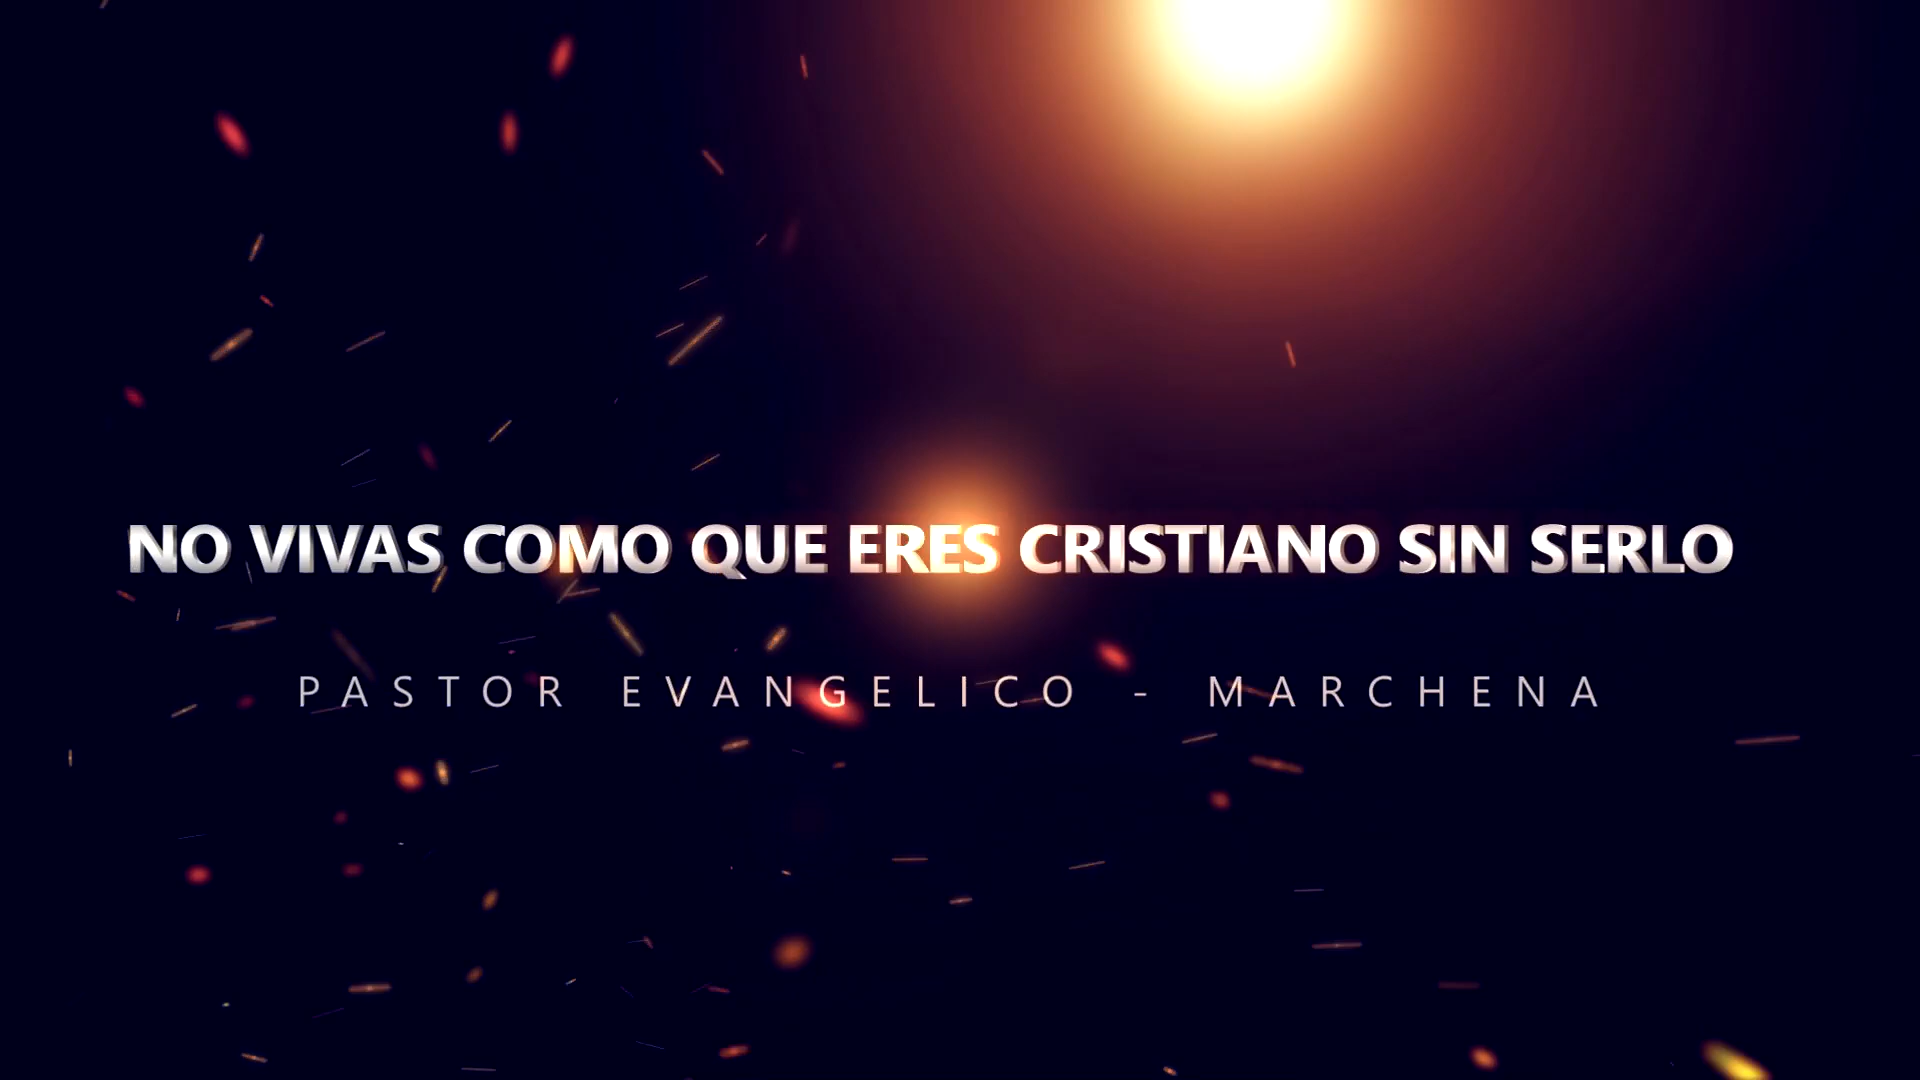 NO VIVAS COMO QUE ERES CRISTIANO SIN SERLO
PASTOR EVANGELICO - MARCHENA